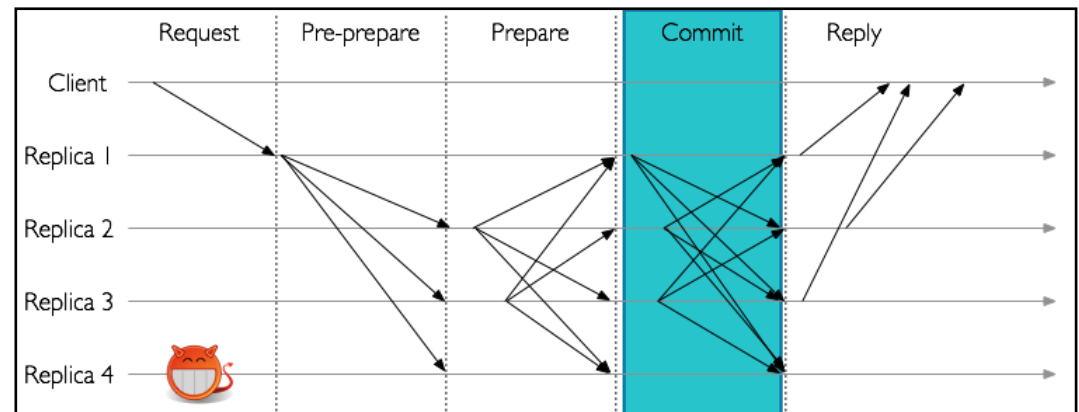 Request Pre-prepare Prepare Commit Reply
Client
Replica 1
Replica 2
Replica 3
Replica 4